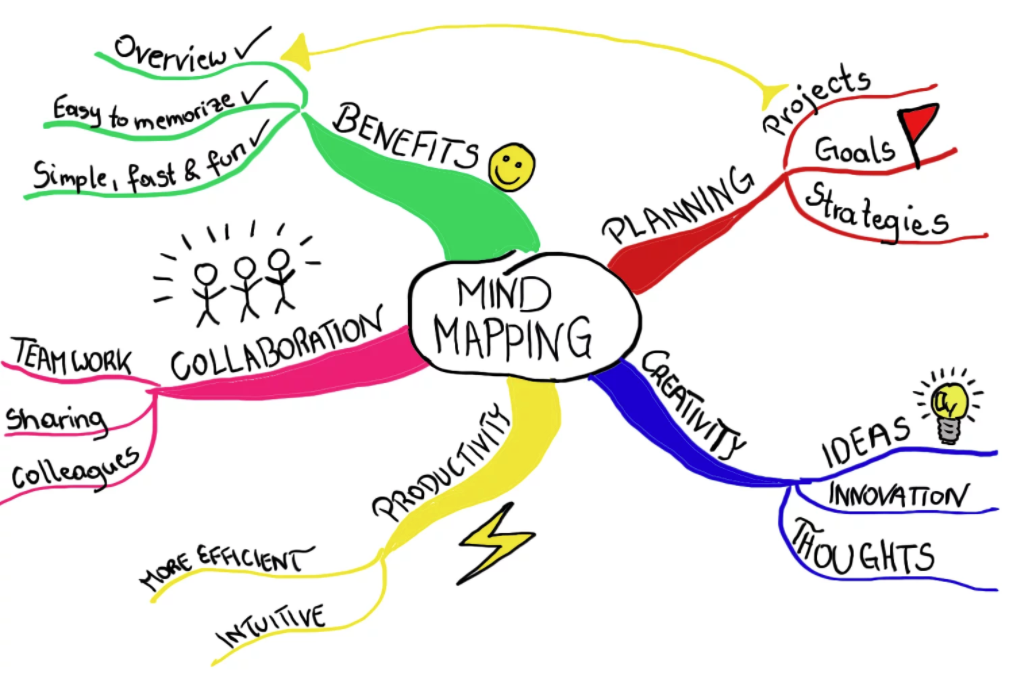 MIND
MAPPING
BENEFITS
Overview ✓
Easy to memorize ✓
Simple, fast & fun ✓
PLANNING
Projects
Goals
Strategies
COLLABORATION
TEAMWORK
Sharing
Colleagues
PRODUCTIVITY
MORE EFFICIENT
INTUITIVE
CREATIVITY
IDEAS
INNOVATION
THOUGHTS